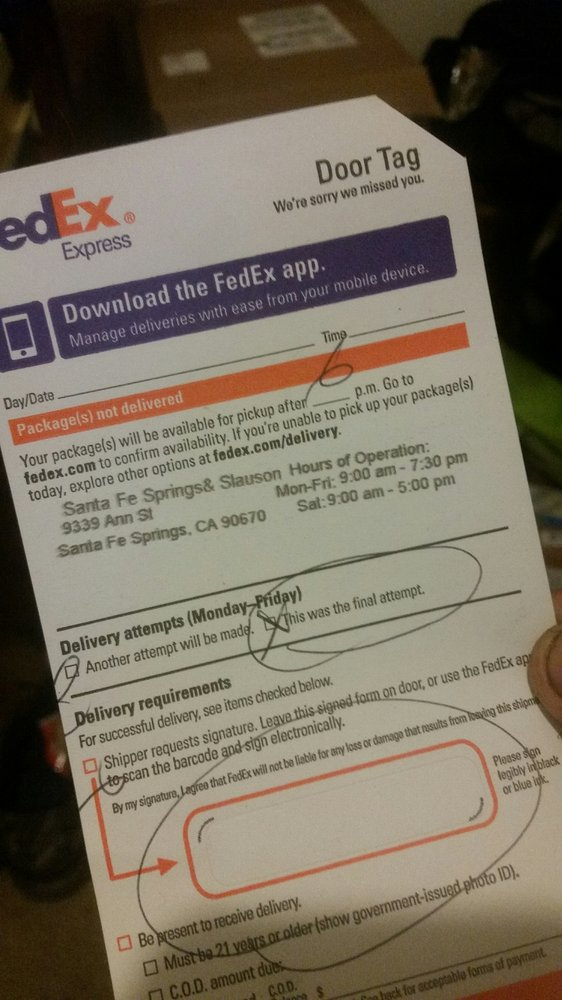 edEx®
Express
Door Tag
We're sorry we missed you.
Download the FedEx app.
Manage deliveries with ease from your mobile device.
Day/Date Time
Package(s) not delivered
Your package(s) will be available for pickup after 6 p.m. Go to
fedex.com to confirm availability. If you're unable to pick up your package(s)
today, explore other options at fedex.com/delivery.
Santa Fe Springs& Slauson Hours of Operation:
9339 Ann St Mon-Fri: 9:00 am - 7:30 pm
Santa Fe Springs, CA 90670 Sat: 9:00 am - 5:00 pm
Delivery attempts (Monday-Friday)
Another attempt will be made. This was the final attempt.
Delivery requirements
For successful delivery, see items checked below.
Shipper requests signature. Leave this signed form on door, or use the FedEx app
to scan the barcode and sign electronically.
By my signature, I agree that FedEx will not be liable for any loss or damage that results from leaving this shipme
Please sign
legibly in black
or blue ink.
Be present to receive delivery.
Must be 21 years or older (show government-issued photo ID).
C.O.D. amount due:
C.O.D. $ back for acceptable forms of payment.